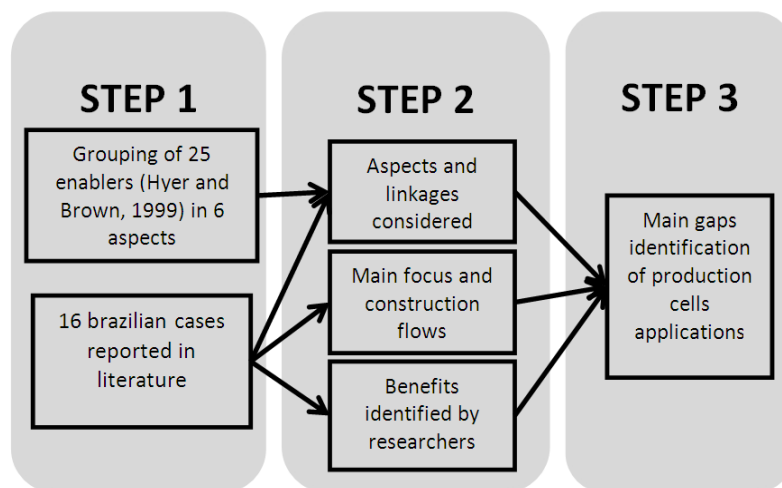 STEP 1
Grouping of 25
enablers (Hyer and
Brown, 1999) in 6
aspects
16 brazilian cases
reported in
literature
STEP 2
Aspects and
linkages
considered
Main focus and
construction
flows
Benefits
identified by
researchers
STEP 3
Main gaps
identification
of production
cells
applications